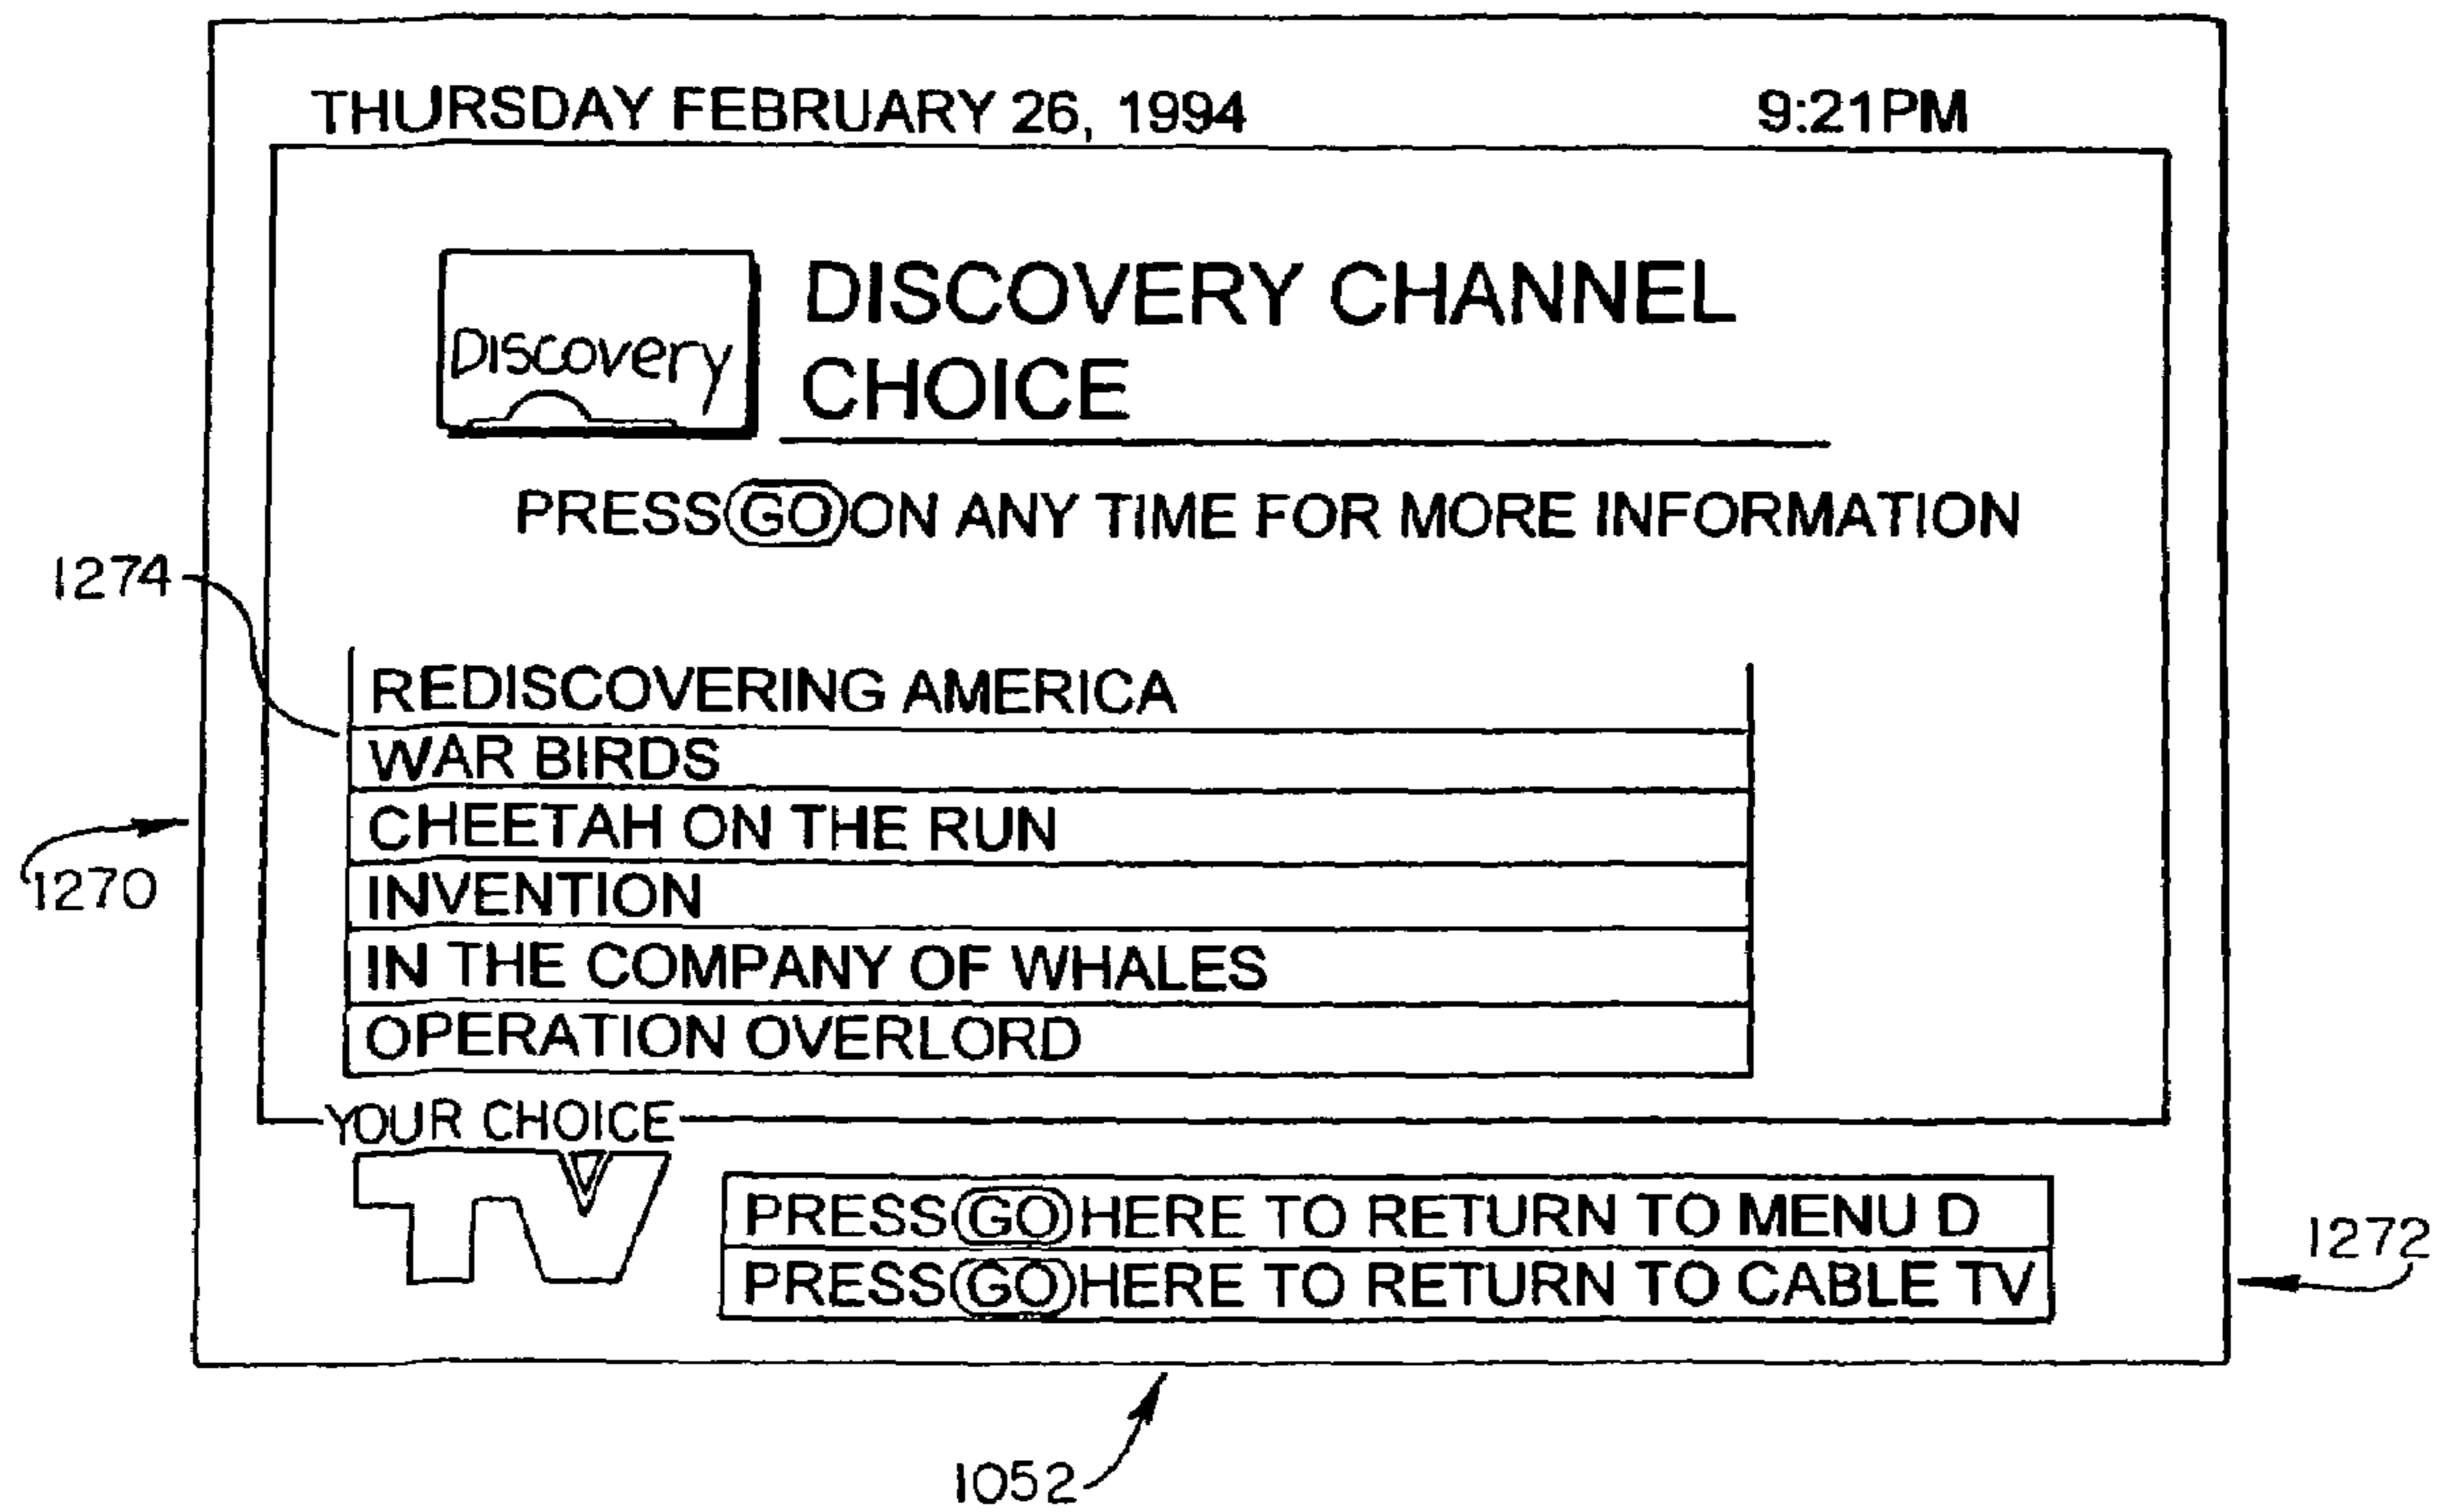 THURSDAY FEBRUARY 26, 1994 9:21PM
Discovery
DISCOVERY CHANNEL
CHOICE
PRESS GO ON ANY TIME FOR MORE INFORMATION
1274
REDISCOVERING AMERICA
WAR BIRDS
CHEETAH ON THE RUN
1270
INVENTION
IN THE COMPANY OF WHALES
OPERATION OVERLORD
YOUR CHOICE
TV
PRESS GO HERE TO RETURN TO MENU D
PRESS GO HERE TO RETURN TO CABLE TV
1272
1052